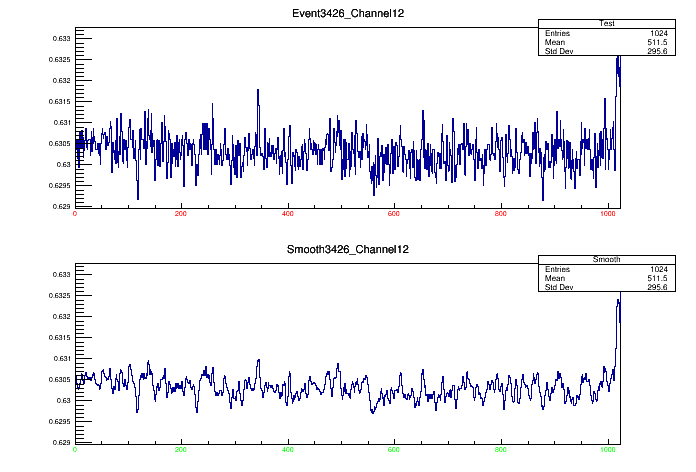 Event3426_Channel12
Test
Entries 1024
Mean 511.5
Std Dev 295.6
0.633
0.6325
0.632
0.6315
0.631
0.6305
0.63
0.6295
0.629
0 200 400 600 800 1000
Smooth3426_Channel12
Smooth
Entries 1024
Mean 511.5
Std Dev 295.6
0.633
0.6325
0.632
0.6315
0.631
0.6305
0.63
0.6295
0.629
0 200 400 600 800 1000